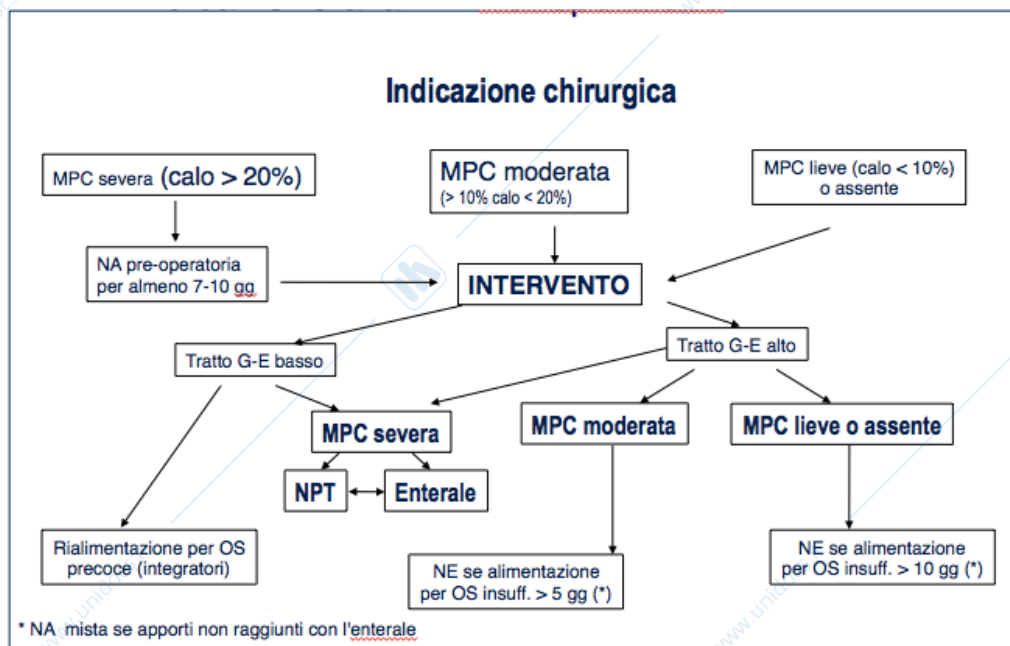 Indicazione chirurgica
MPC severa (calo > 20%)
MPC moderata
(> 10% calo < 20%)
MPC lieve (calo < 10%)
o assente
NA pre-operatoria
per almeno 7-10 gg
INTERVENTO
Tratto G-E basso
Tratto G-E alto
MPC severa
MPC moderata
MPC lieve o assente
NPT
Enterale
Rialimentazione per OS
precoce (integratori)
NE se alimentazione
per OS insuff. > 5 gg (*)
NE se alimentazione
per OS insuff. > 10 gg (*)
* NA mista se apporti non raggiunti con l'enterale